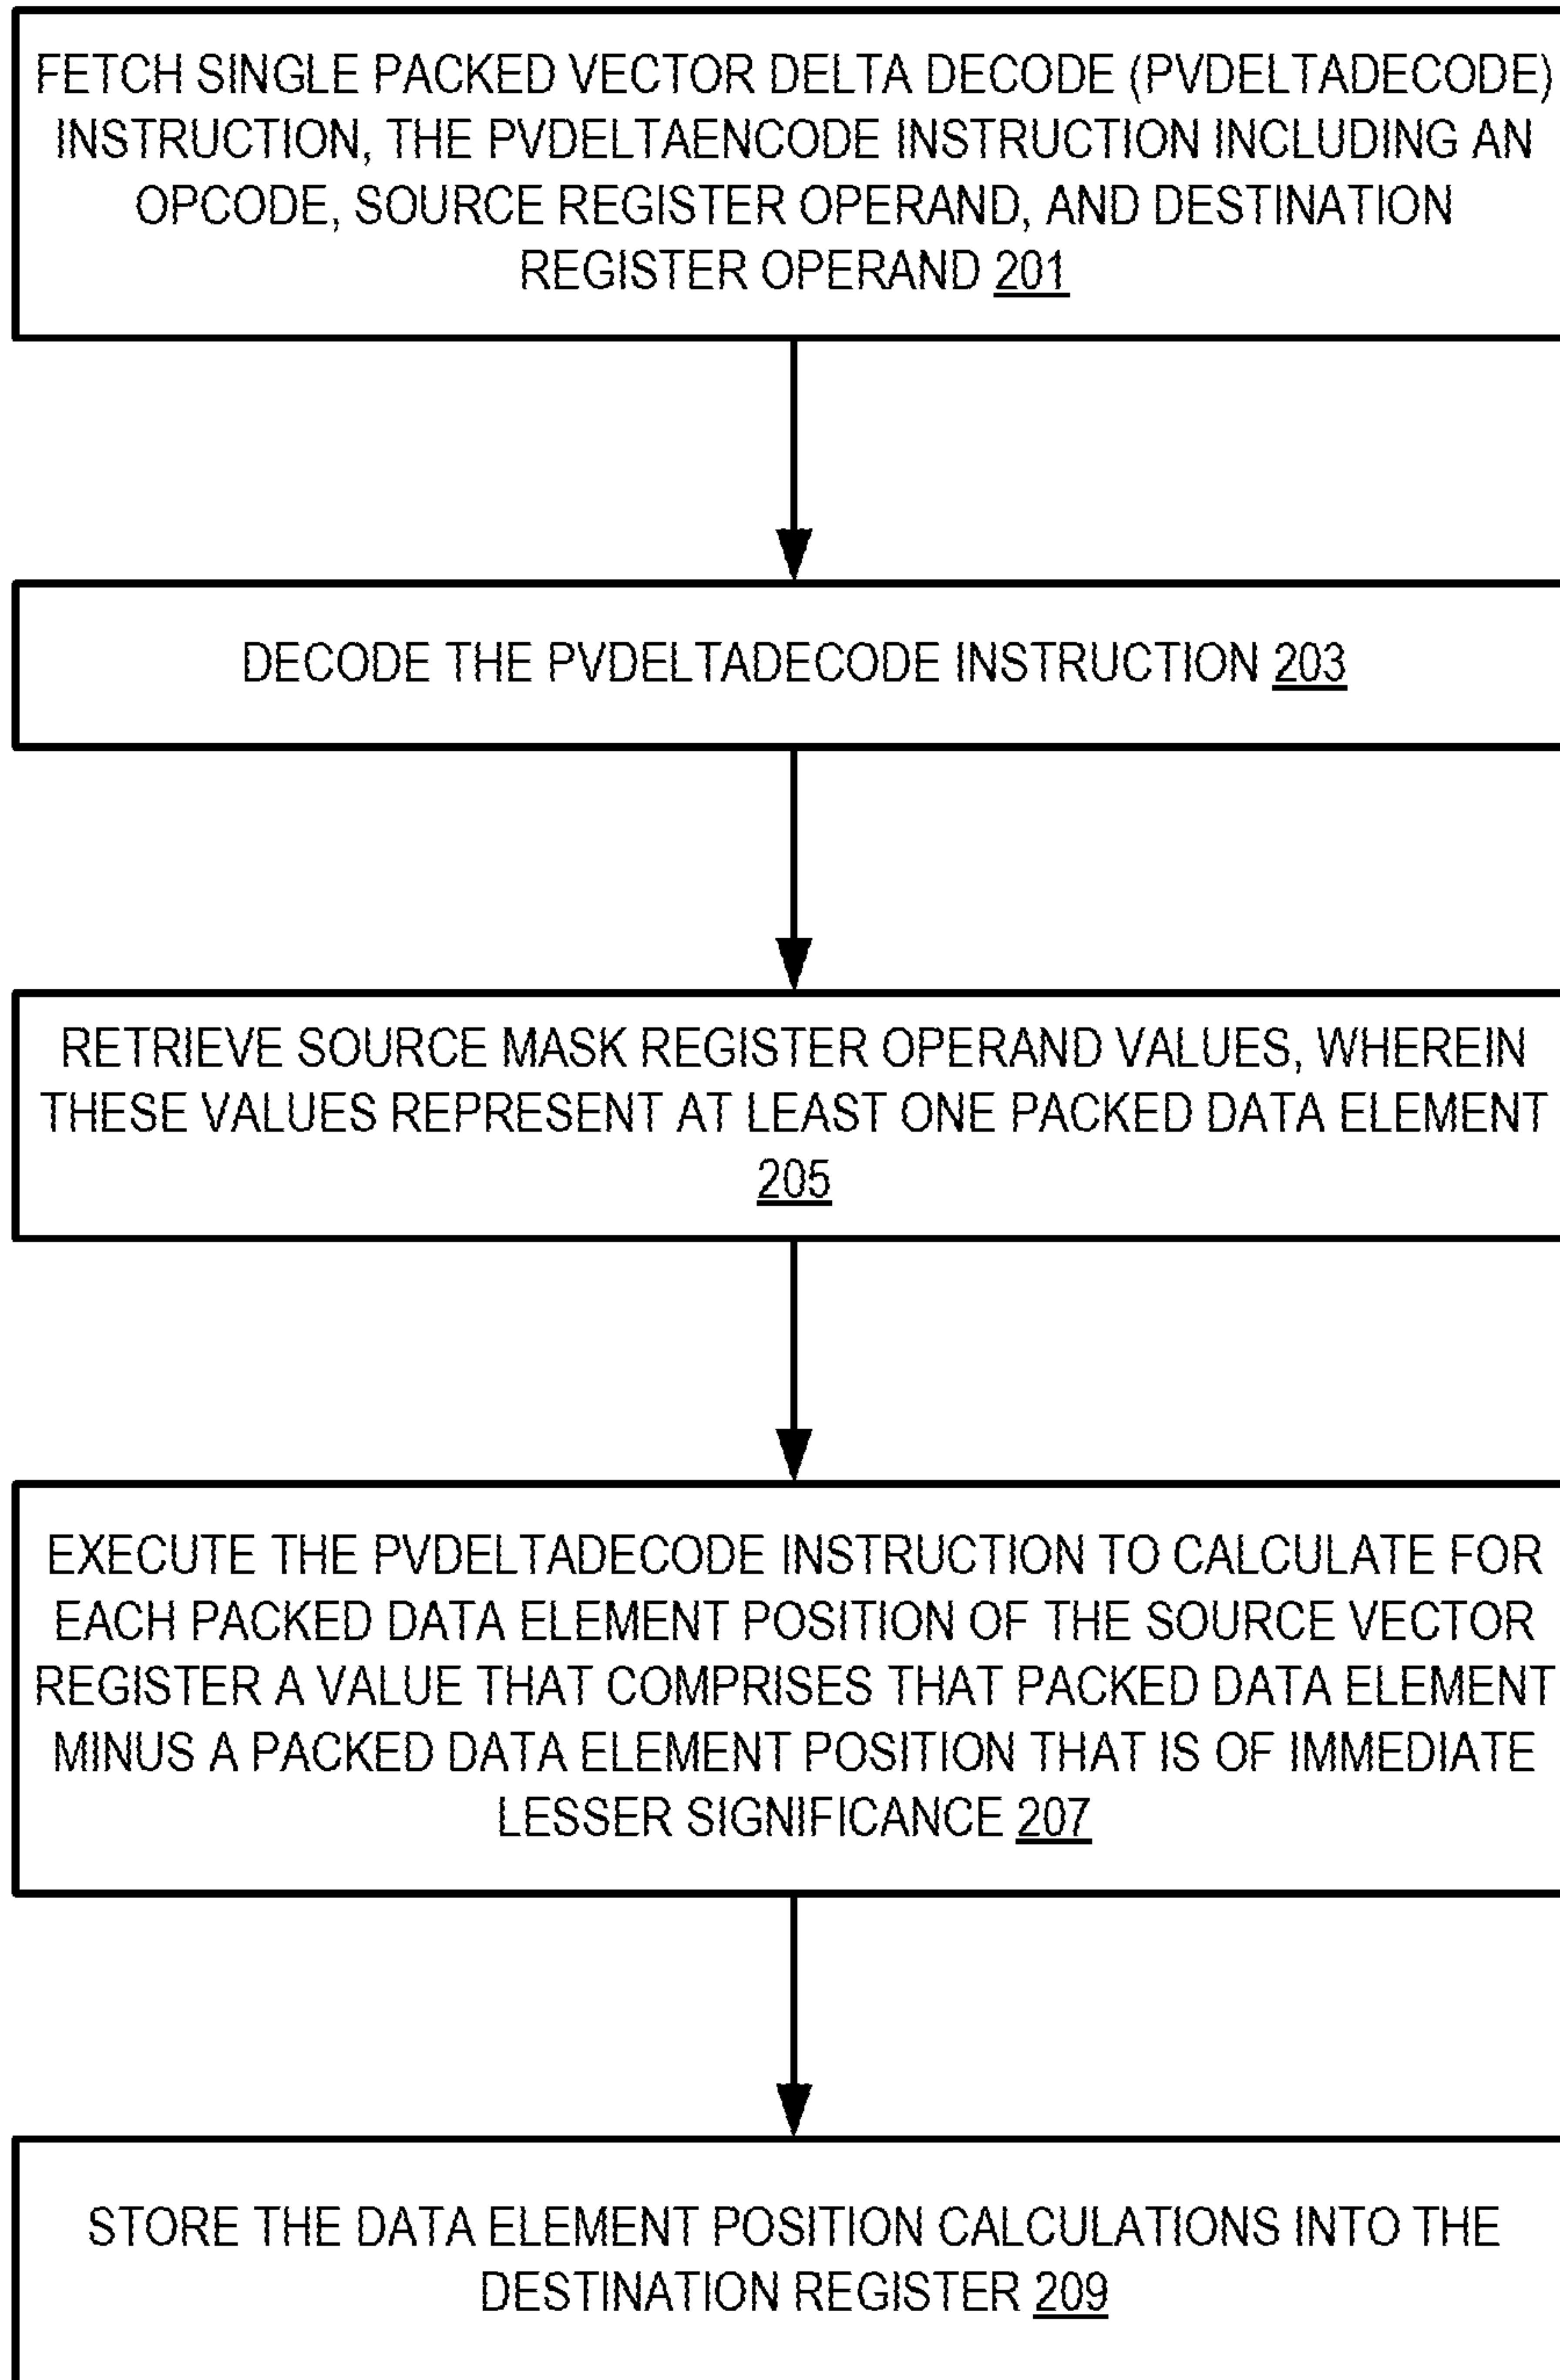 FETCH SINGLE PACKED VECTOR DELTA DECODE (PVDELTADECODE)
INSTRUCTION, THE PVDELTAENCODE INSTRUCTION INCLUDING AN
OPCODE, SOURCE REGISTER OPERAND, AND DESTINATION
REGISTER OPERAND 201
DECODE THE PVDELTADECODE INSTRUCTION 203
RETRIEVE SOURCE MASK REGISTER OPERAND VALUES, WHEREIN
THESE VALUES REPRESENT AT LEAST ONE PACKED DATA ELEMENT
205
EXECUTE THE PVDELTADECODE INSTRUCTION TO CALCULATE FOR
EACH PACKED DATA ELEMENT POSITION OF THE SOURCE VECTOR
REGISTER A VALUE THAT COMPRISES THAT PACKED DATA ELEMENT
MINUS A PACKED DATA ELEMENT POSITION THAT IS OF IMMEDIATE
LESSER SIGNIFICANCE 207
STORE THE DATA ELEMENT POSITION CALCULATIONS INTO THE
DESTINATION REGISTER 209